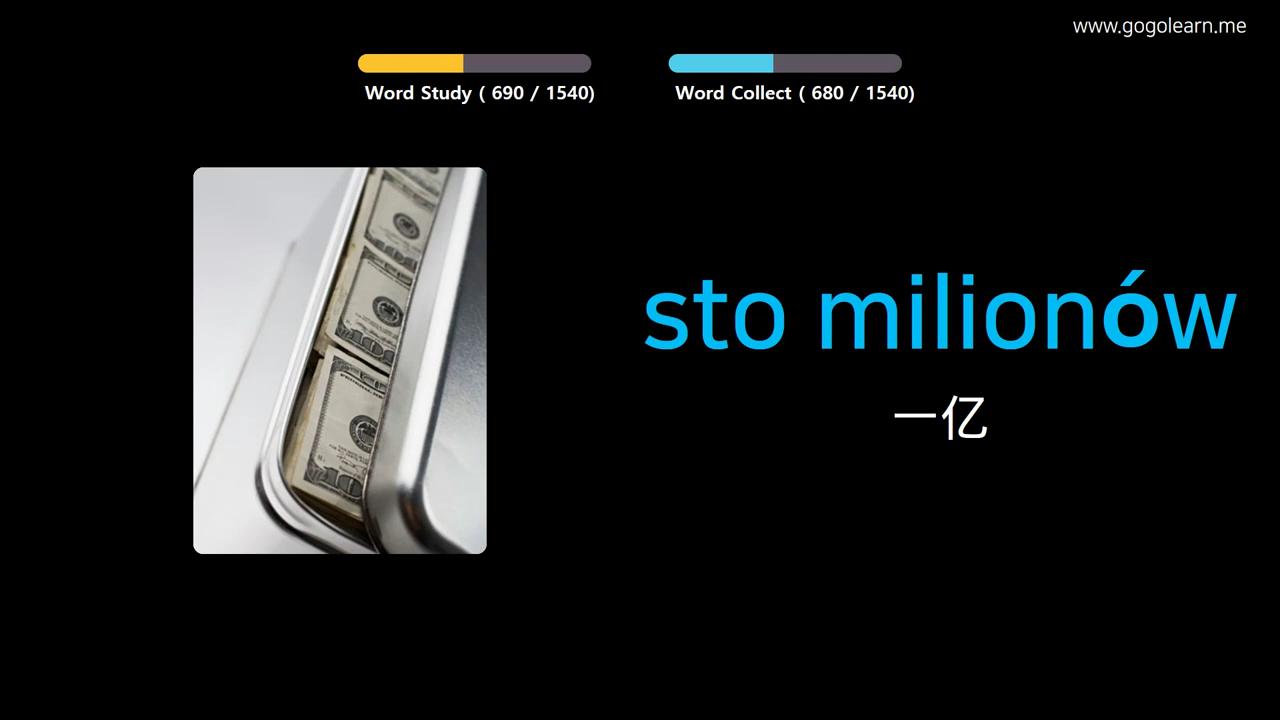 www.gogolearn.me
Word Study ( 690 / 1540)
Word Collect ( 680 / 1540)
sto milionów
一亿